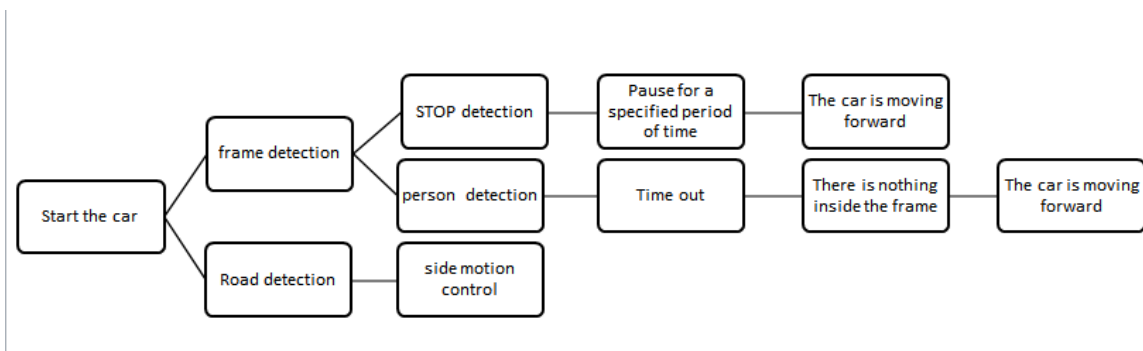 Start the car
frame detection
Road detection
STOP detection
person detection
side motion
control
Pause for a
specified period
of time
Time out
The car is moving
forward
There is nothing
inside the frame
The car is moving
forward